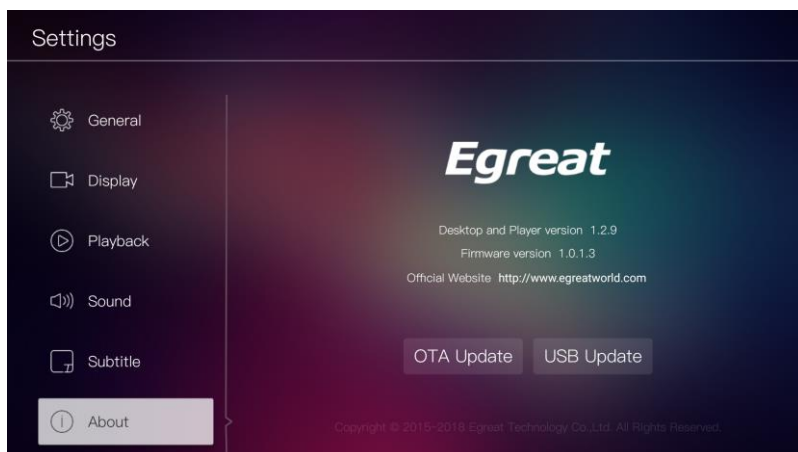 Settings
General
Display
Playback
Sound
Subtitle
About
Egreat
Desktop and Player version 1.2.9
Firmware version 1.0.1.3
Official Website http://www.egreatworld.com
OTA Update USB Update
Copyright © 2015-2018 Egreat Technology Co.,Ltd. All Rights Reserved.